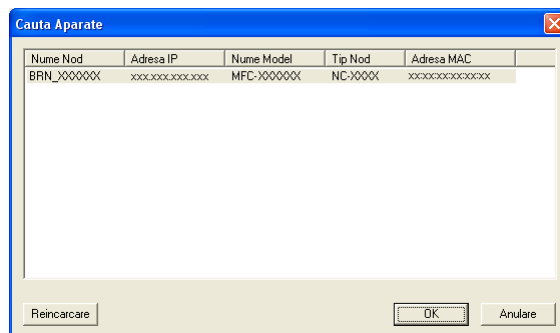 Cauta Aparate
Nume Nod Adresa IP Nume Model Tip Nod Adresa MAC
BRN_XXXXXX xxx.xxx.xxx.xxx MFC-XXXXXX NC-XXXX xx:xx:xx:xx:xx:xx
Reincarcare OK Anulare